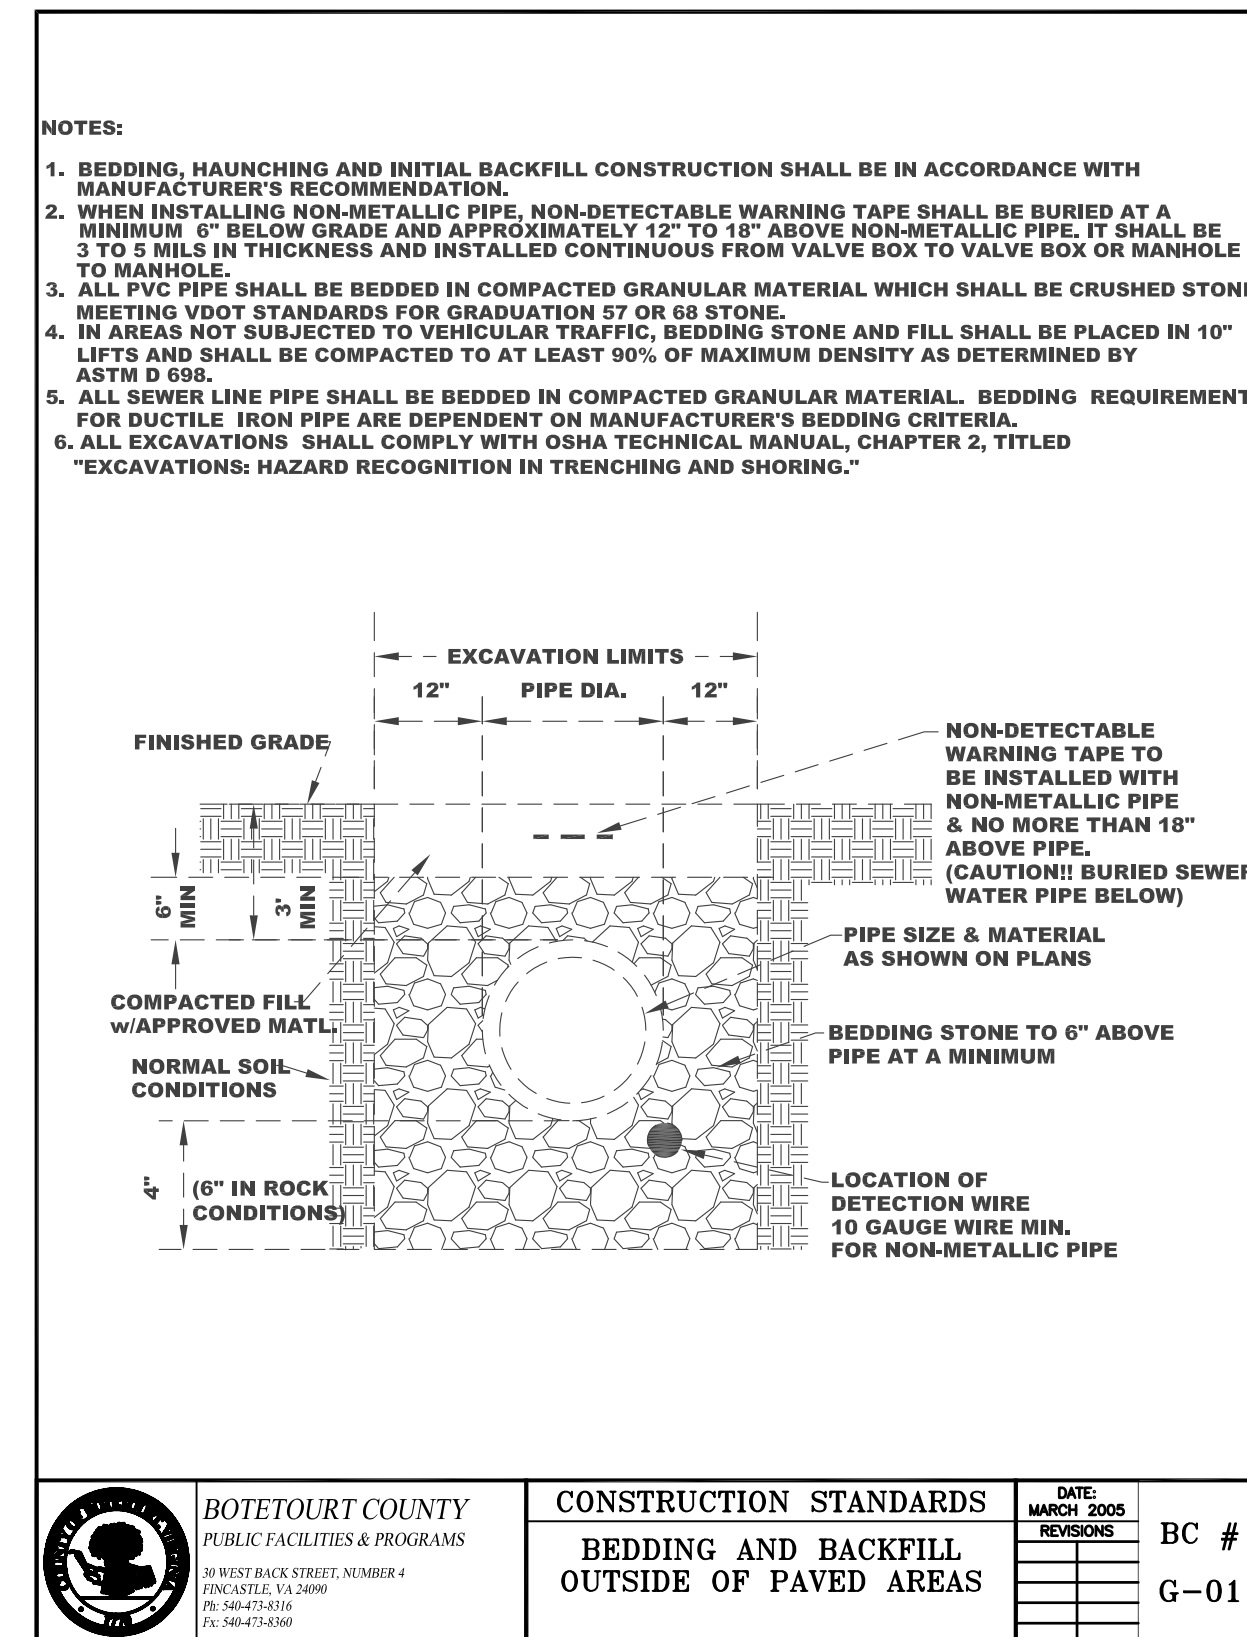 NOTES:
1. BEDDING, HAUNCHING AND INITIAL BACKFILL CONSTRUCTION SHALL BE IN ACCORDANCE WITH
MANUFACTURER'S RECOMMENDATION.
2. WHEN INSTALLING NON-METALLIC PIPE, NON-DETECTABLE WARNING TAPE SHALL BE BURIED AT A
MINIMUM 6" BELOW GRADE AND APPROXIMATELY 12" TO 18" ABOVE NON-METALLIC PIPE. IT SHALL BE
3 TO 5 MILS IN THICKNESS AND INSTALLED CONTINUOUS FROM VALVE BOX TO VALVE BOX OR MANHOLE
TO MANHOLE.
3. ALL PVC PIPE SHALL BE BEDDED IN COMPACTED GRANULAR MATERIAL WHICH SHALL BE CRUSHED STON
MEETING VDOT STANDARDS FOR GRADUATION 57 OR 68 STONE.
4. IN AREAS NOT SUBJECTED TO VEHICULAR TRAFFIC, BEDDING STONE AND FILL SHALL BE PLACED IN 10"
LIFTS AND SHALL BE COMPACTED TO AT LEAST 90% OF MAXIMUM DENSITY AS DETERMINED BY
ASTM D 698.
5. ALL SEWER LINE PIPE SHALL BE BEDDED IN COMPACTED GRANULAR MATERIAL. BEDDING REQUIREMENT
FOR DUCTILE IRON PIPE ARE DEPENDENT ON MANUFACTURER'S BEDDING CRITERIA.
6. ALL EXCAVATIONS SHALL COMPLY WITH OSHA TECHNICAL MANUAL, CHAPTER 2, TITLED
"EXCAVATIONS: HAZARD RECOGNITION IN TRENCHING AND SHORING."
EXCAVATION LIMITS
12" PIPE DIA. 12"
FINISHED GRADE
NON-DETECTABLE
WARNING TAPE TO
BE INSTALLED WITH
NON-METALLIC PIPE
& NO MORE THAN 18"
ABOVE PIPE.
(CAUTION!! BURIED SEWER
WATER PIPE BELOW)
6"
MIN
3'
MIN
PIPE SIZE & MATERIAL
AS SHOWN ON PLANS
COMPACTED FILL
w/APPROVED MATL.
BEDDING STONE TO 6" ABOVE
PIPE AT A MINIMUM
NORMAL SOIL
CONDITIONS
4"
(6" IN ROCK
CONDITIONS)
LOCATION OF
DETECTION WIRE
10 GAUGE WIRE MIN.
FOR NON-METALLIC PIPE
BOTETOURT COUNTY
PUBLIC FACILITIES & PROGRAMS
30 WEST BACK STREET, NUMBER 4
FINCASTLE, VA 24090
Ph: 540-473-8316
Fx: 540-473-8360
CONSTRUCTION STANDARDS
BEDDING AND BACKFILL
OUTSIDE OF PAVED AREAS
DATE:
MARCH 2005
REVISIONS
BC #
G-01